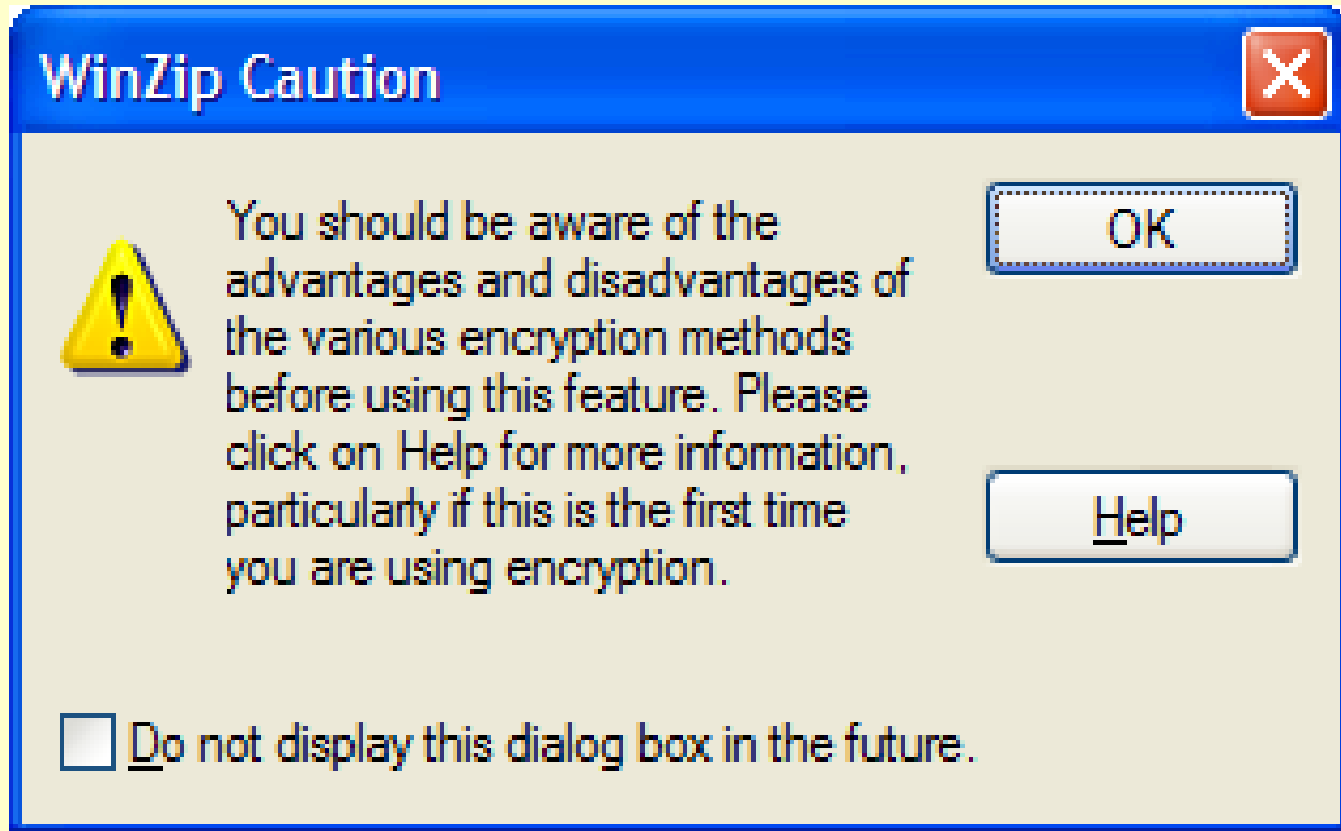 WinZip Caution
You should be aware of the
advantages and disadvantages of
the various encryption methods
before using this feature. Please
click on Help for more information,
particularly if this is the first time
you are using encryption.
OK
Help
Do not display this dialog box in the future.